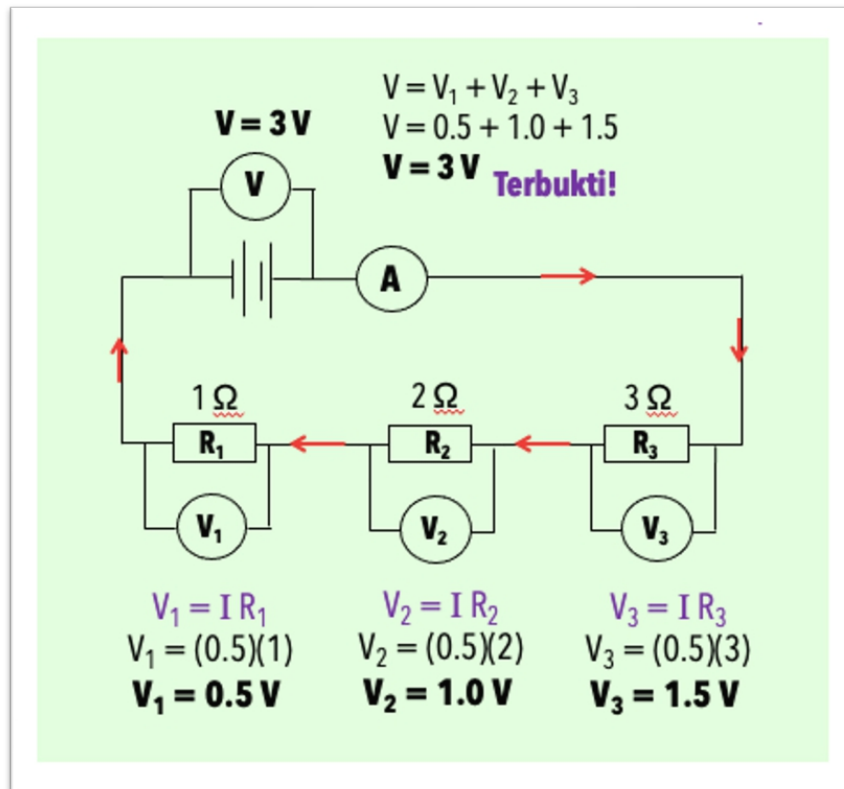 V = V₁ + V₂ + V₃
V = 3 V
V = 0.5 + 1.0 + 1.5
V = 3 V
Terbukti!
V
A
1 Ω
2 Ω
3 Ω
R₁
R₂
R₃
V₁
V₂
V₃
V₁ = I R₁
V₂ = I R₂
V₃ = I R₃
V₁ = (0.5)(1)
V₂ = (0.5)(2)
V₃ = (0.5)(3)
V₁ = 0.5 V
V₂ = 1.0 V
V₃ = 1.5 V